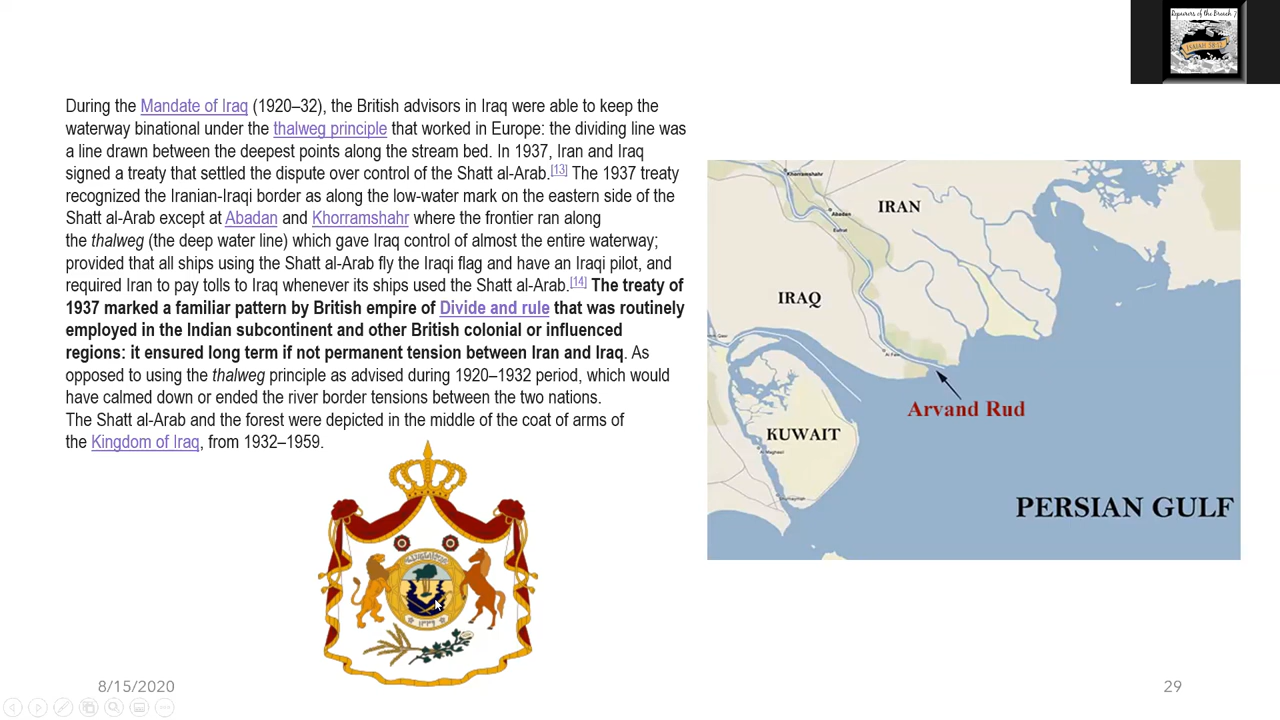 Repairers of the Breach 7
ISAIAH 58:12
During the Mandate of Iraq (1920–32), the British advisors in Iraq were able to keep the
waterway binational under the thalweg principle that worked in Europe: the dividing line was
a line drawn between the deepest points along the stream bed. In 1937, Iran and Iraq
signed a treaty that settled the dispute over control of the Shatt al-Arab.[13] The 1937 treaty
recognized the Iranian-Iraqi border as along the low-water mark on the eastern side of the
Shatt al-Arab except at Abadan and Khorramshahr where the frontier ran along
the thalweg (the deep water line) which gave Iraq control of almost the entire waterway;
provided that all ships using the Shatt al-Arab fly the Iraqi flag and have an Iraqi pilot, and
required Iran to pay tolls to Iraq whenever its ships used the Shatt al-Arab.[14] The treaty of
1937 marked a familiar pattern by British empire of Divide and rule that was routinely
employed in the Indian subcontinent and other British colonial or influenced
regions: it ensured long term if not permanent tension between Iran and Iraq. As
opposed to using the thalweg principle as advised during 1920–1932 period, which would
have calmed down or ended the river border tensions between the two nations.
The Shatt al-Arab and the forest were depicted in the middle of the coat of arms of
the Kingdom of Iraq, from 1932–1959.
Khorramshahr
Abadan
IRAN
IRAQ
Al Faw
Arvand Rud
KUWAIT
PERSIAN GULF
8/15/2020
29